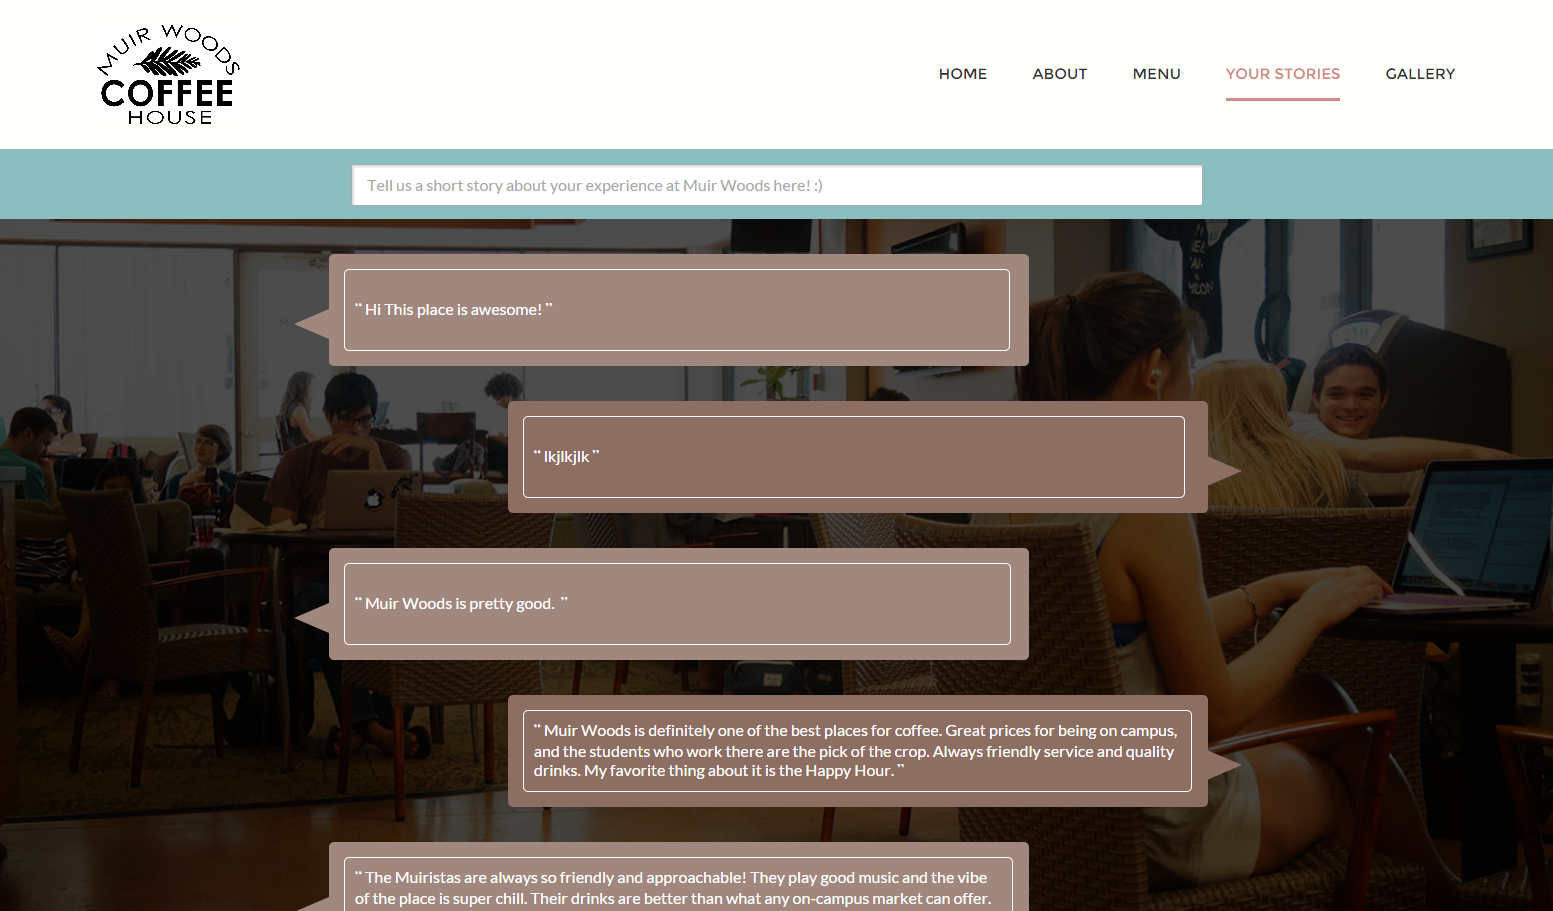 MUIR WOODS
COFFEE
HOUSE
HOME ABOUT MENU YOUR STORIES GALLERY
Tell us a short story about your experience at Muir Woods here! :)
“ Hi This place is awesome! ”
“ lkjlkjlk ”
“ Muir Woods is pretty good. ”
“ Muir Woods is definitely one of the best places for coffee. Great prices for being on campus,
and the students who work there are the pick of the crop. Always friendly service and quality
drinks. My favorite thing about it is the Happy Hour. ”
“ The Muiristas are always so friendly and approachable! They play good music and the vibe
of the place is super chill. Their drinks are better than what any on-campus market can offer.